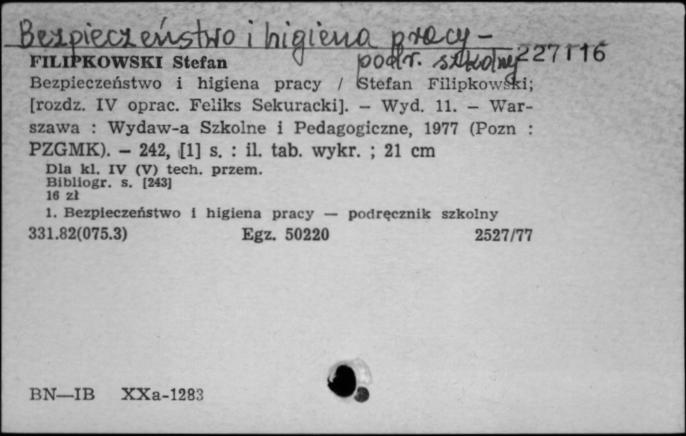 Bezpieczeństwo i higiena pracy –
podr. szkolny 227116
FILIPKOWSKI Stefan
Bezpieczeństwo i higiena pracy / Stefan Filipkowski;
[rozdz. IV oprac. Feliks Sekuracki]. – Wyd. 11. – War-
szawa : Wydaw-a Szkolne i Pedagogiczne, 1977 (Pozn :
PZGMK). – 242, [1] s. : il. tab. wykr. ; 21 cm
Dla kl. IV (V) tech. przem.
Bibliogr. s. [243]
16 zł
1. Bezpieczeństwo i higiena pracy — podręcznik szkolny
331.82(075.3) Egz. 50220 2527/77
BN—IB XXa-1283